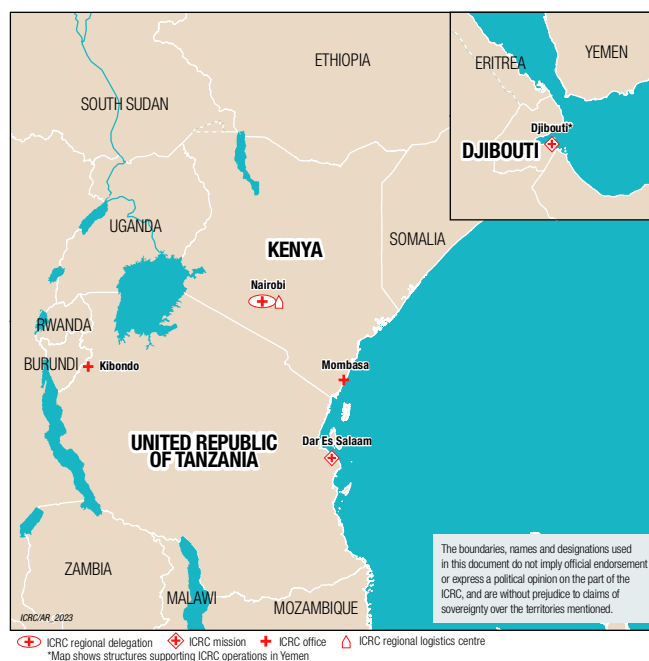 ETHIOPIA
SOUTH SUDAN
ERITREA
YEMEN
Djibouti*
DJIBOUTI
UGANDA
KENYA
SOMALIA
Nairobi
RWANDA
BURUNDI
Kibondo
Mombasa
UNITED REPUBLIC
OF TANZANIA
Dar Es Salaam
ZAMBIA
MALAWI
MOZAMBIQUE
The boundaries, names and designations used
in this document do not imply official endorsement
or express a political opinion on the part of the
ICRC, and are without prejudice to claims of
sovereignty over the territories mentioned.
ICRC/AR_2023
ICRC regional delegation ICRC mission ICRC office ICRC regional logistics centre
*Map shows structures supporting ICRC operations in Yemen